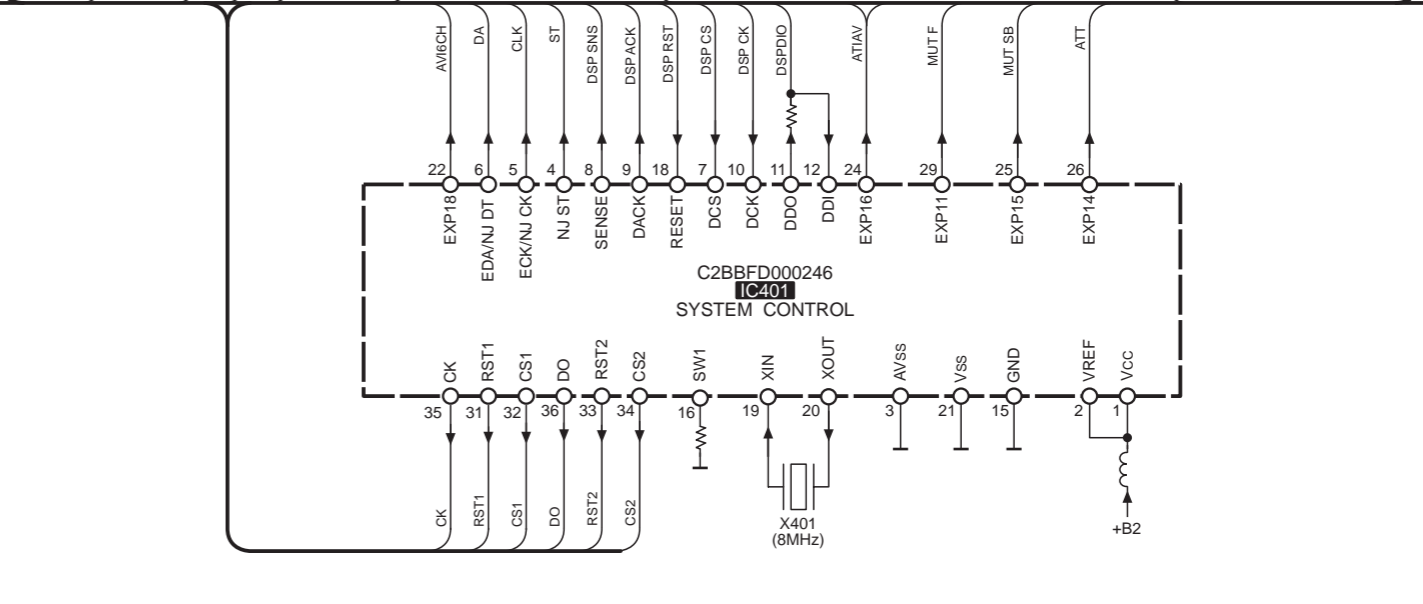 AVI6CH
DA
CLK
ST
DSP SNS
DSP ACK
DSP RST
DSP CS
DSP CK
DSPDIO
ATIAV
MUT F
MUT SB
ATT
22
6
5
4
8
9
18
7
10
11
12
24
29
25
26
EXP18
EDA/NJ DT
ECK/NJ CK
NJ ST
SENSE
DACK
RESET
DCS
DCK
DDO
DDI
EXP16
EXP11
EXP15
EXP14
C2BBFD000246
IC401
SYSTEM CONTROL
CK
RST1
CS1
DO
RST2
CS2
SW1
XIN
XOUT
AVSS
VSS
GND
VREF
VCC
35
31
32
36
33
34
16
19
20
3
21
15
2
1
CK
RST1
CS1
DO
RST2
CS2
X401
(8MHz)
+B2